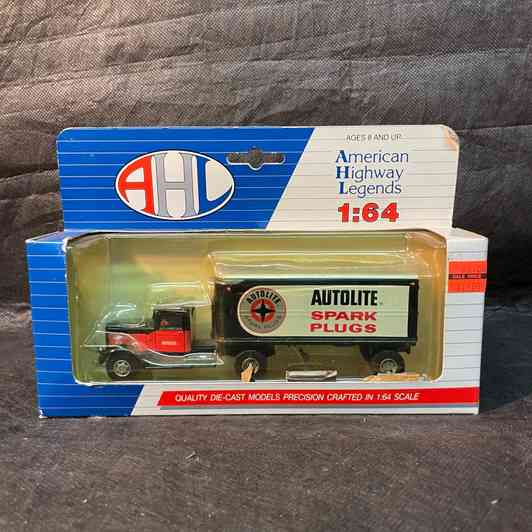 AHL
AGES 8 AND UP
American
Highway
Legends
1:64
AUTOLITE
AUTOLITE
SPARK
PLUGS
QUALITY DIE-CAST MODELS PRECISION CRAFTED IN 1:64 SCALE